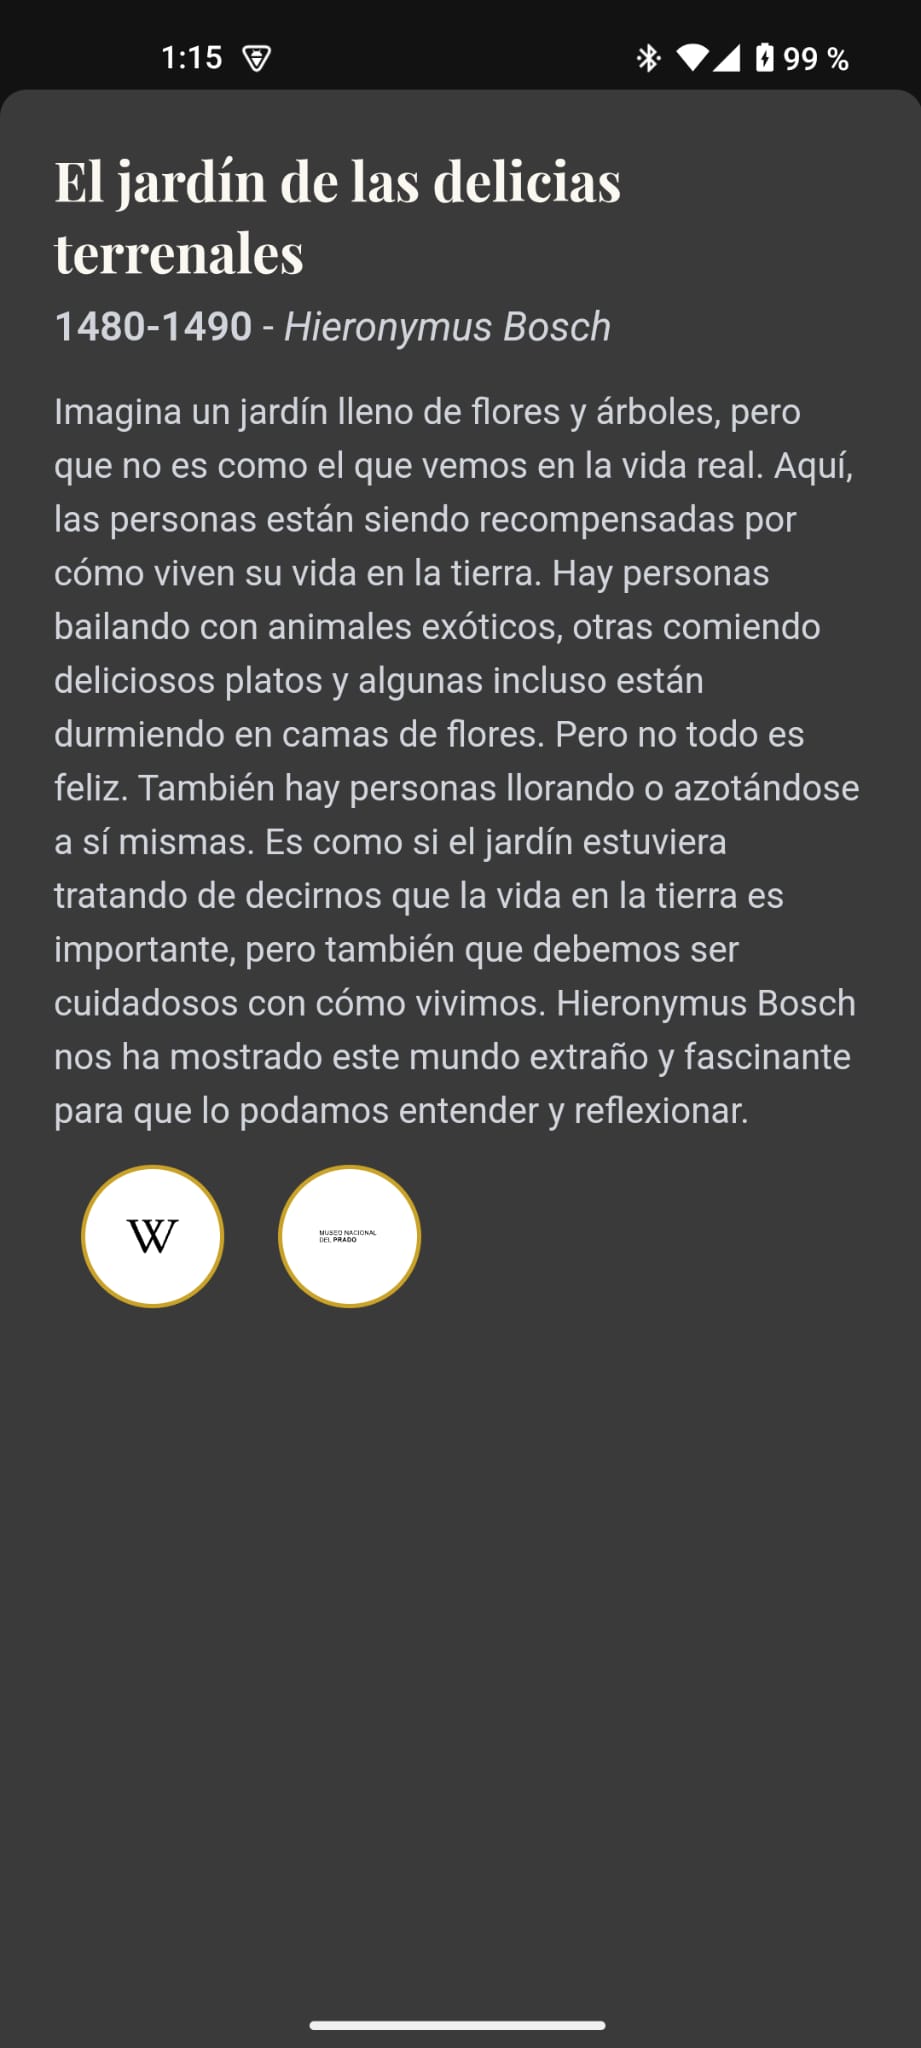 1:15
99 %
El jardín de las delicias
terrenales
1480-1490 - Hieronymus Bosch
Imagina un jardín lleno de flores y árboles, pero
que no es como el que vemos en la vida real. Aquí,
las personas están siendo recompensadas por
cómo viven su vida en la tierra. Hay personas
bailando con animales exóticos, otras comiendo
deliciosos platos y algunas incluso están
durmiendo en camas de flores. Pero no todo es
feliz. También hay personas llorando o azotándose
a sí mismas. Es como si el jardín estuviera
tratando de decirnos que la vida en la tierra es
importante, pero también que debemos ser
cuidadosos con cómo vivimos. Hieronymus Bosch
nos ha mostrado este mundo extraño y fascinante
para que lo podamos entender y reflexionar.
W
MUSEO NACIONAL
DEL PRADO